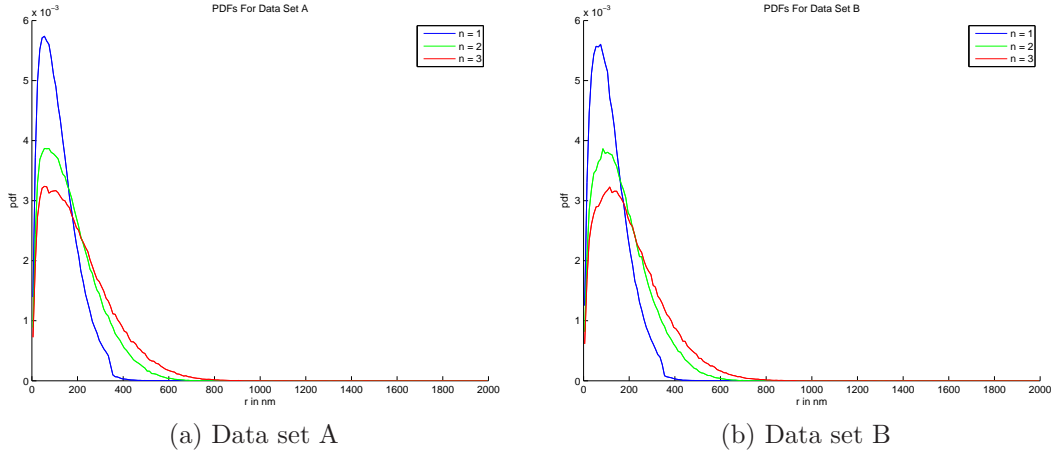 PDFs For Data Set A
x 10⁻³
6
5
4
3
2
1
0
pdf
0 200 400 600 800 1000 1200 1400 1600 1800 2000
r in nm
n = 1
n = 2
n = 3
(a) Data set A
PDFs For Data Set B
x 10⁻³
6
5
4
3
2
1
0
pdf
0 200 400 600 800 1000 1200 1400 1600 1800 2000
r in nm
n = 1
n = 2
n = 3
(b) Data set B